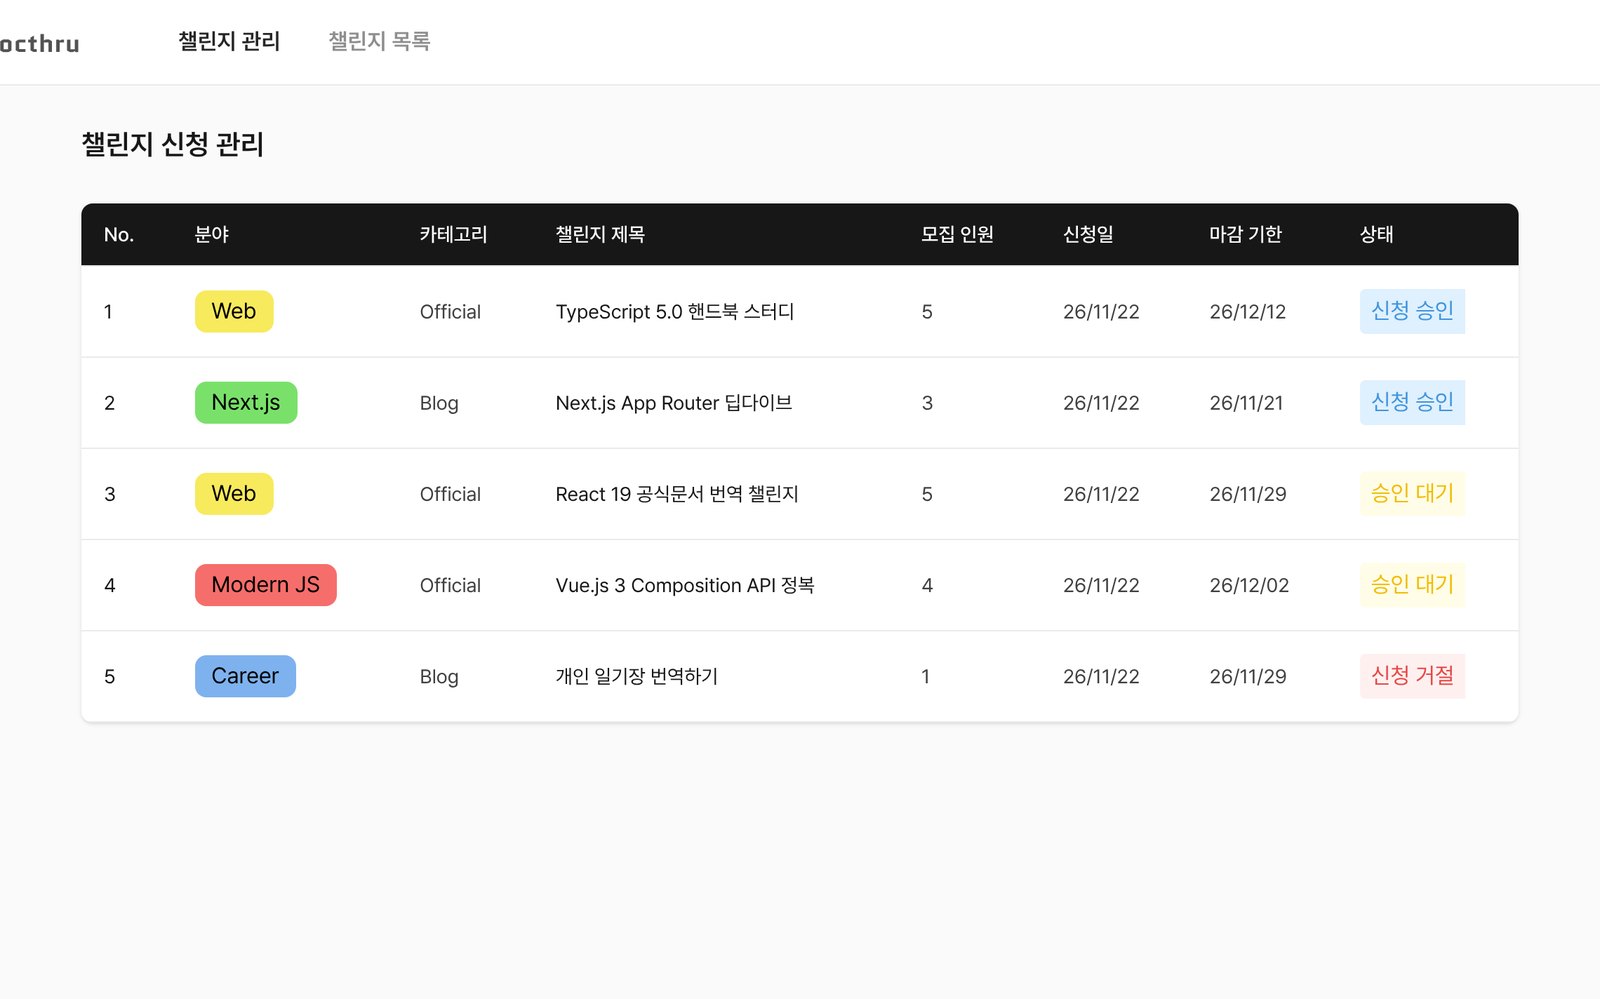 octhru 챌린지 관리 챌린지 목록
챌린지 신청 관리
No. 분야 카테고리 챌린지 제목 모집 인원 신청일 마감 기한 상태
1 Web Official TypeScript 5.0 핸드북 스터디 5 26/11/22 26/12/12 신청 승인
2 Next.js Blog Next.js App Router 딥다이브 3 26/11/22 26/11/21 신청 승인
3 Web Official React 19 공식문서 번역 챌린지 5 26/11/22 26/11/29 승인 대기
4 Modern JS Official Vue.js 3 Composition API 정복 4 26/11/22 26/12/02 승인 대기
5 Career Blog 개인 일기장 번역하기 1 26/11/22 26/11/29 신청 거절